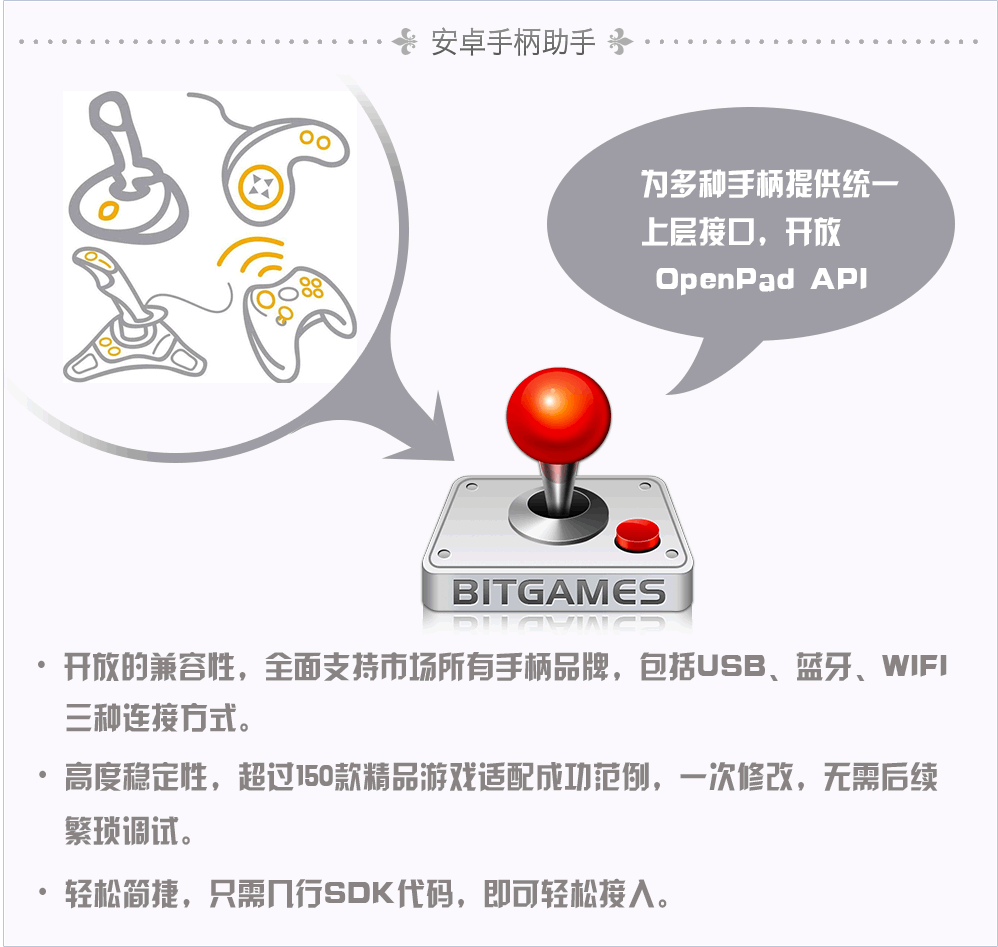 安卓手柄助手
为多种手柄提供统一
上层接口，开放
OpenPad API
BITGAMES
• 开放的兼容性，全面支持市场所有手柄品牌，包括USB、蓝牙、WIFI
三种连接方式。
• 高度稳定性，超过150款精品游戏适配成功范例，一次修改，无需后续
繁琐调试。
• 轻松简捷，只需几行SDK代码，即可轻松接入。